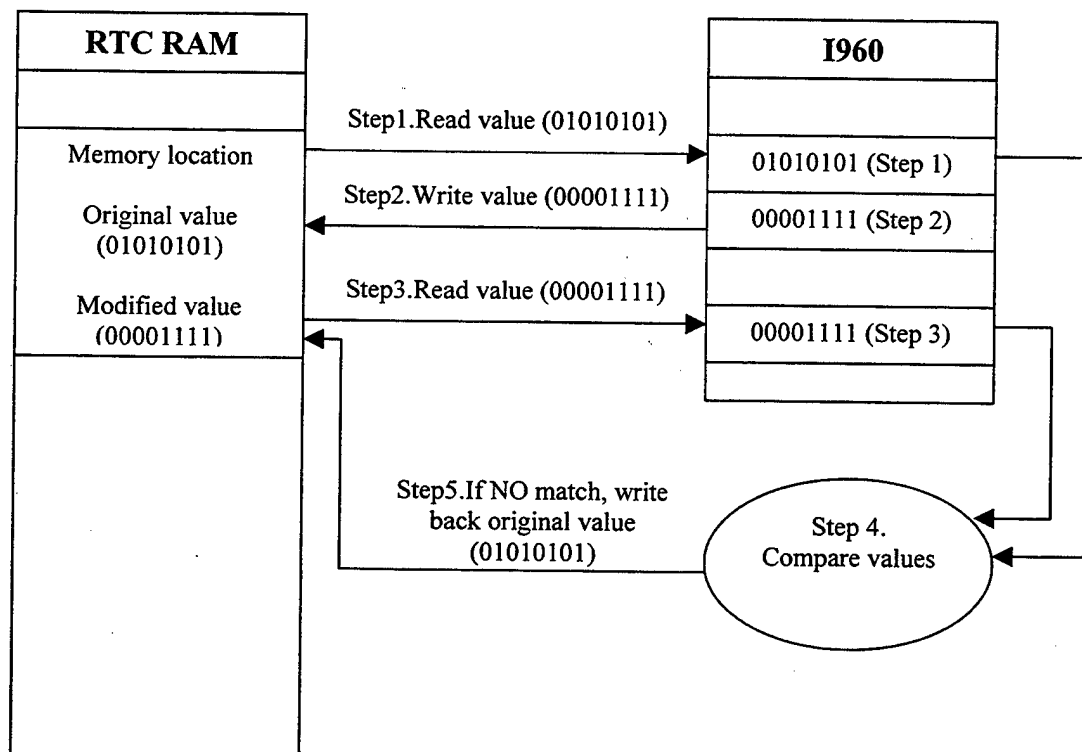 RTC RAM
Memory location
Original value
(01010101)
Modified value
(00001111)
Step1.Read value (01010101)
Step2.Write value (00001111)
Step3.Read value (00001111)
I960
01010101 (Step 1)
00001111 (Step 2)
00001111 (Step 3)
Step5.If NO match, write
back original value
(01010101)
Step 4.
Compare values